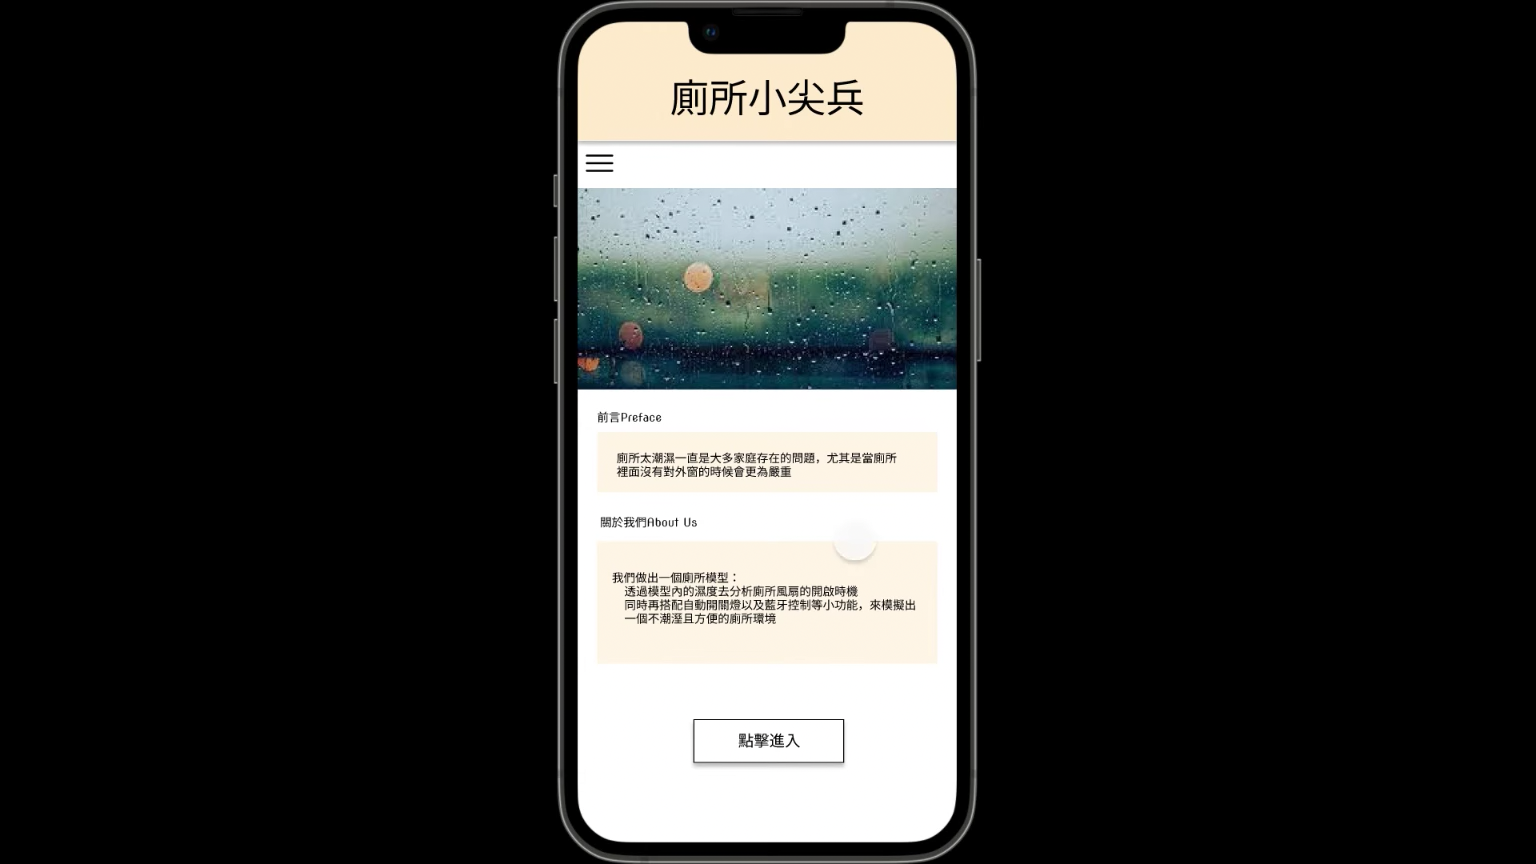 廁所小尖兵
前言Preface
廁所太潮濕一直是大多家庭存在的問題，尤其是當廁所
裡面沒有對外窗的時候會更為嚴重
關於我們About Us
我們做出一個廁所模型：
透過模型內的濕度去分析廁所風扇的開啟時機
同時再搭配自動開關燈以及藍牙控制等小功能，來模擬出
一個不潮溼且方便的廁所環境
點擊進入